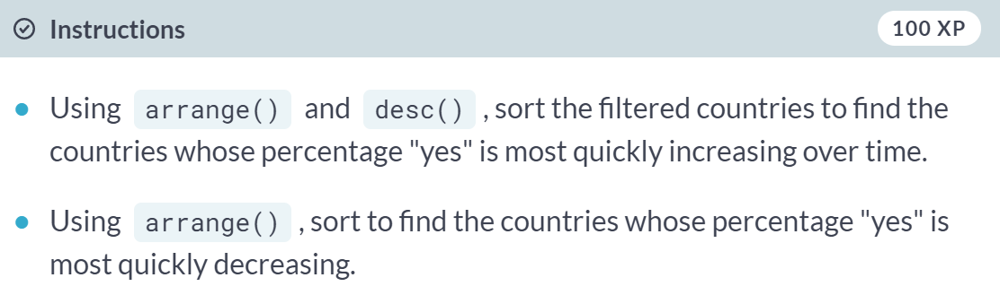 Instructions
100 XP
Using arrange() and desc() , sort the filtered countries to find the
countries whose percentage "yes" is most quickly increasing over time.
Using arrange() , sort to find the countries whose percentage "yes" is
most quickly decreasing.